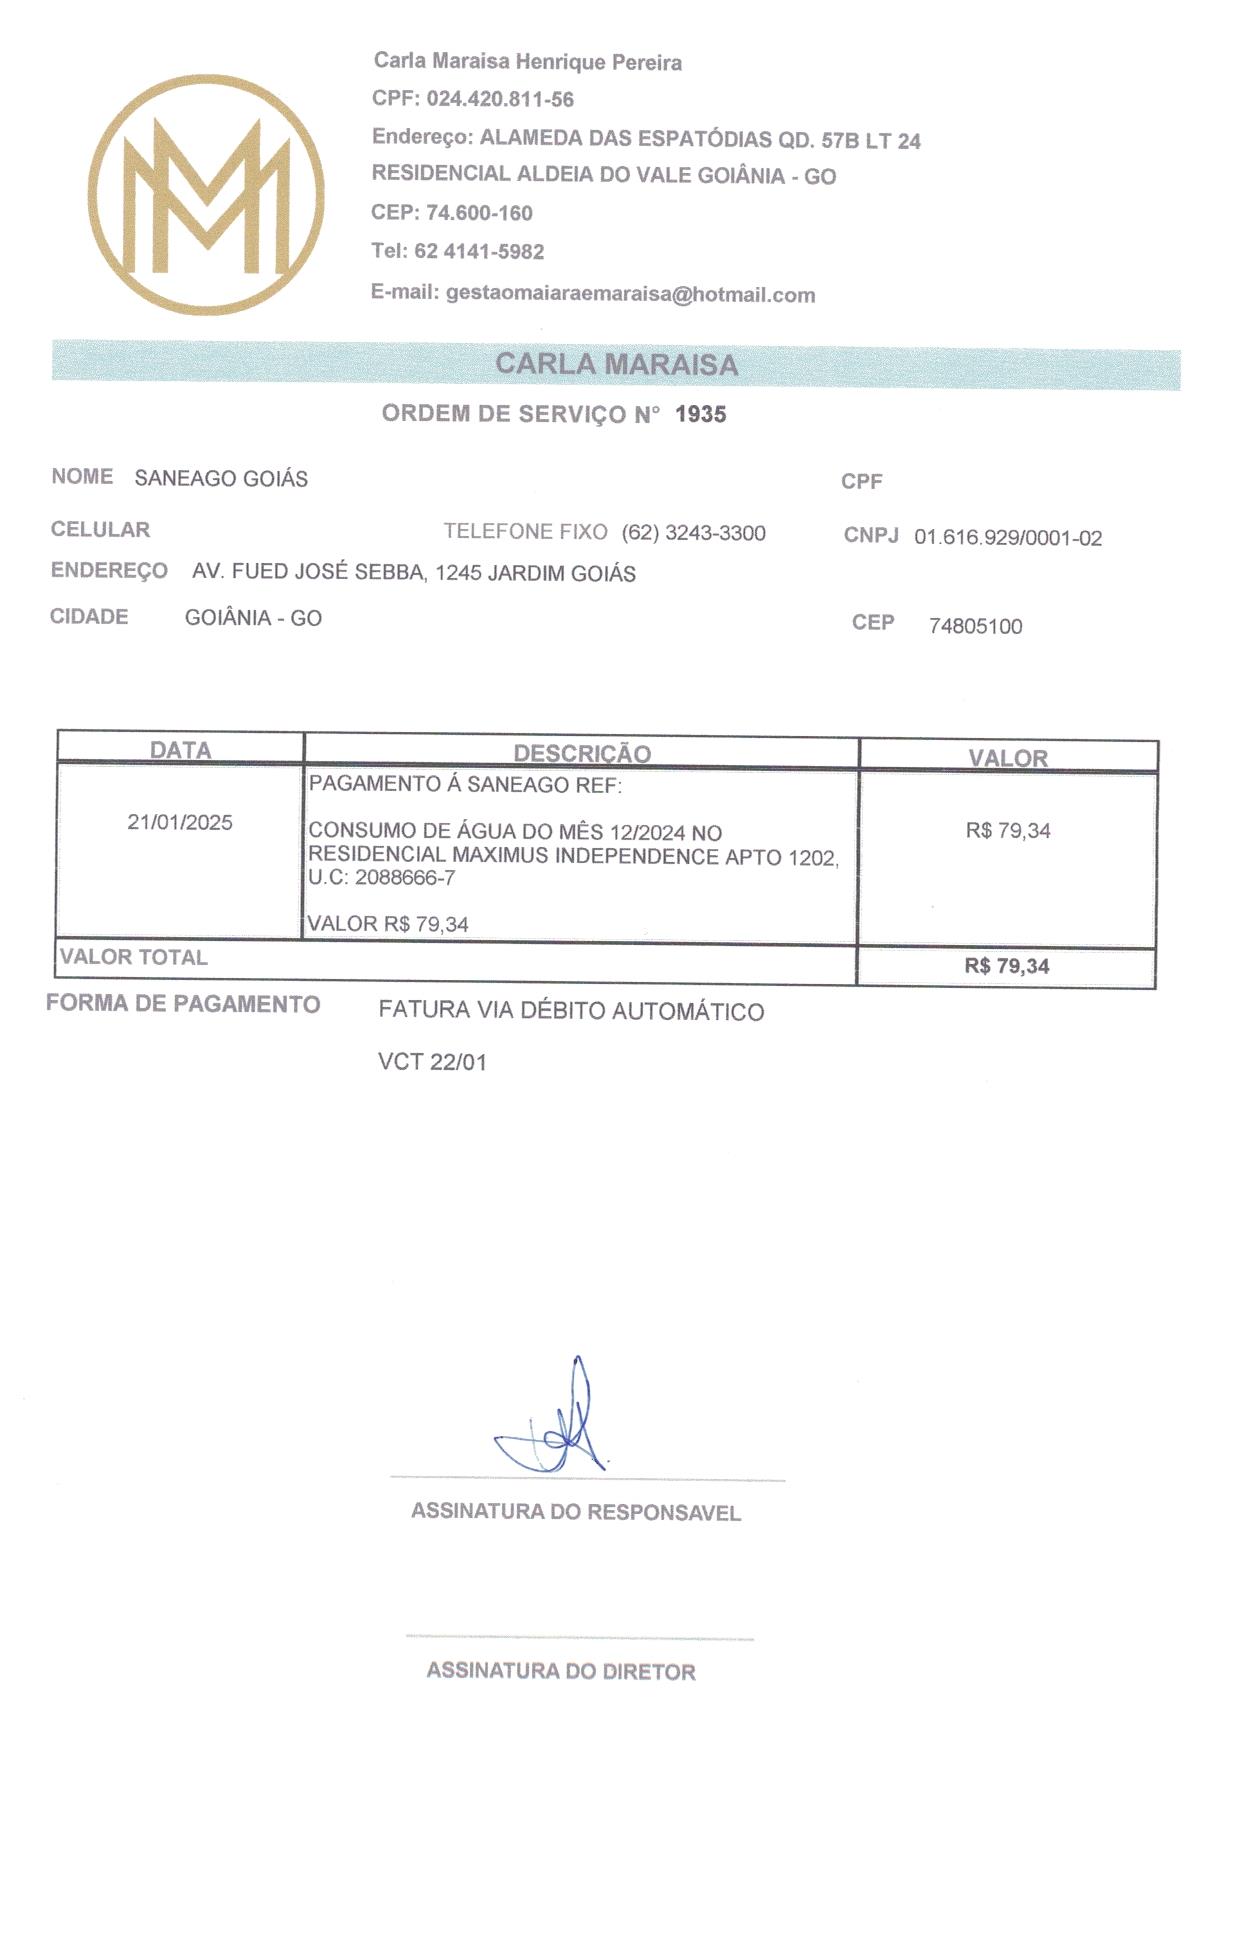 Carla Maraisa Henrique Pereira
CPF: 024.420.811-56
Endereço: ALAMEDA DAS ESPATÓDIAS QD. 57B LT 24
RESIDENCIAL ALDEIA DO VALE GOIÂNIA - GO
CEP: 74.600-160
Tel: 62 4141-5982
E-mail: gestaomaiaraemaraisa@hotmail.com
CARLA MARAISA
ORDEM DE SERVIÇO N° 1935
NOME SANEAGO GOIÁS CPF
CELULAR TELEFONE FIXO (62) 3243-3300 CNPJ 01.616.929/0001-02
ENDEREÇO AV. FUED JOSÉ SEBBA, 1245 JARDIM GOIÁS
CIDADE GOIÂNIA - GO CEP 74805100
DATA DESCRIÇÃO VALOR
PAGAMENTO Á SANEAGO REF:
21/01/2025 CONSUMO DE ÁGUA DO MÊS 12/2024 NO R$ 79,34
RESIDENCIAL MAXIMUS INDEPENDENCE APTO 1202,
U.C: 2088666-7
VALOR R$ 79,34
VALOR TOTAL R$ 79,34
FORMA DE PAGAMENTO FATURA VIA DÉBITO AUTOMÁTICO
VCT 22/01
ASSINATURA DO RESPONSAVEL
ASSINATURA DO DIRETOR